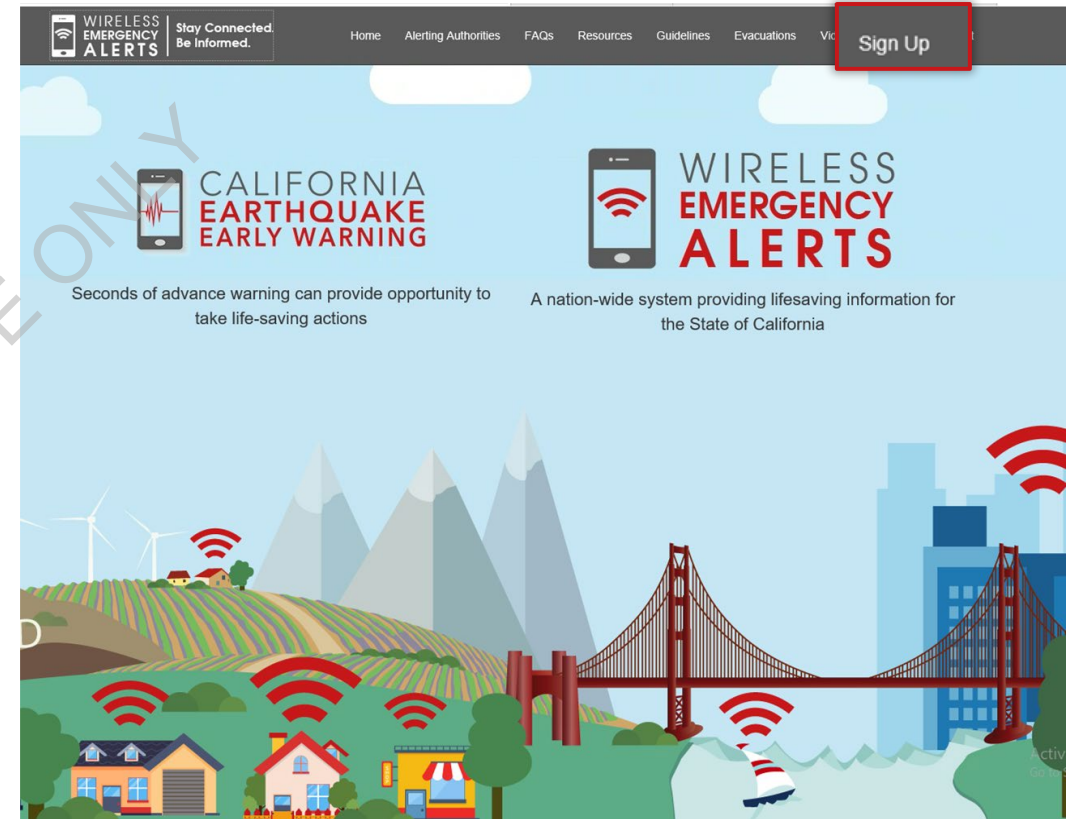 WIRELESS
EMERGENCY
ALERTS
Stay Connected.
Be Informed.
Home Alerting Authorities FAQs Resources Guidelines Evacuations Sign Up
CALIFORNIA
EARTHQUAKE
EARLY WARNING
Seconds of advance warning can provide opportunity to
take life-saving actions
WIRELESS
EMERGENCY
ALERTS
A nation-wide system providing lifesaving information for
the State of California
ONLY